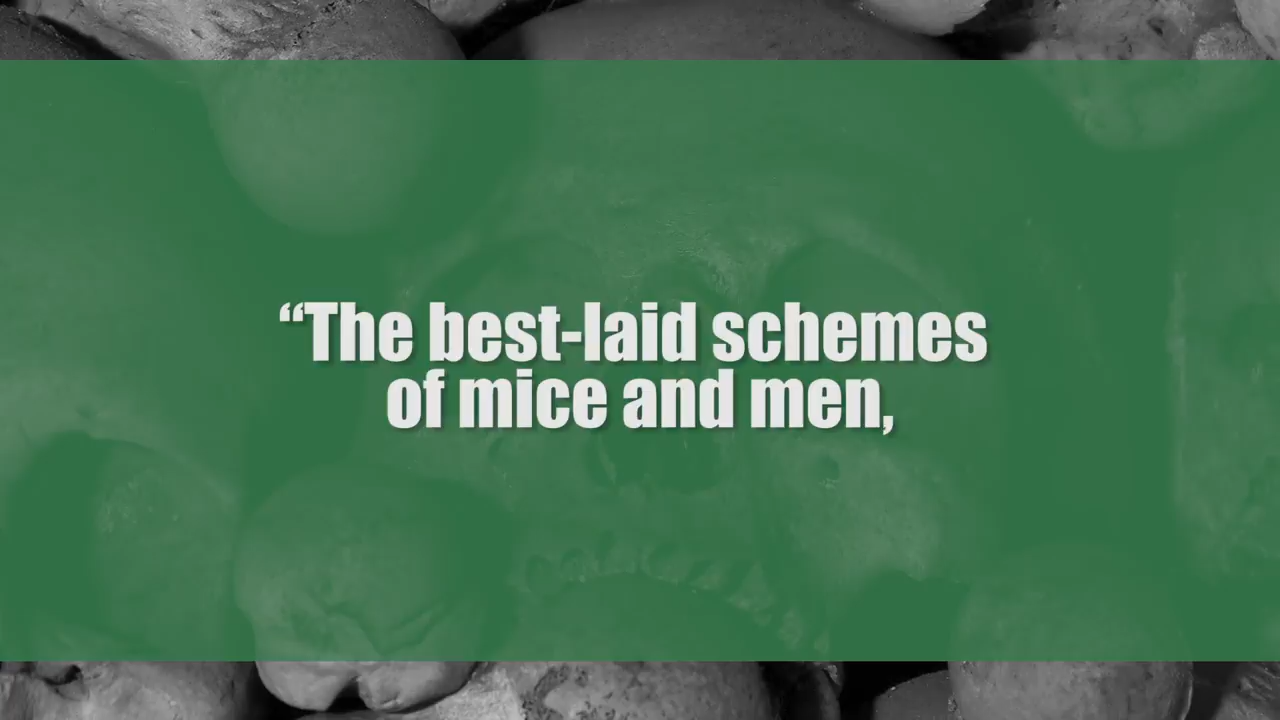 “The best-laid schemes
of mice and men,